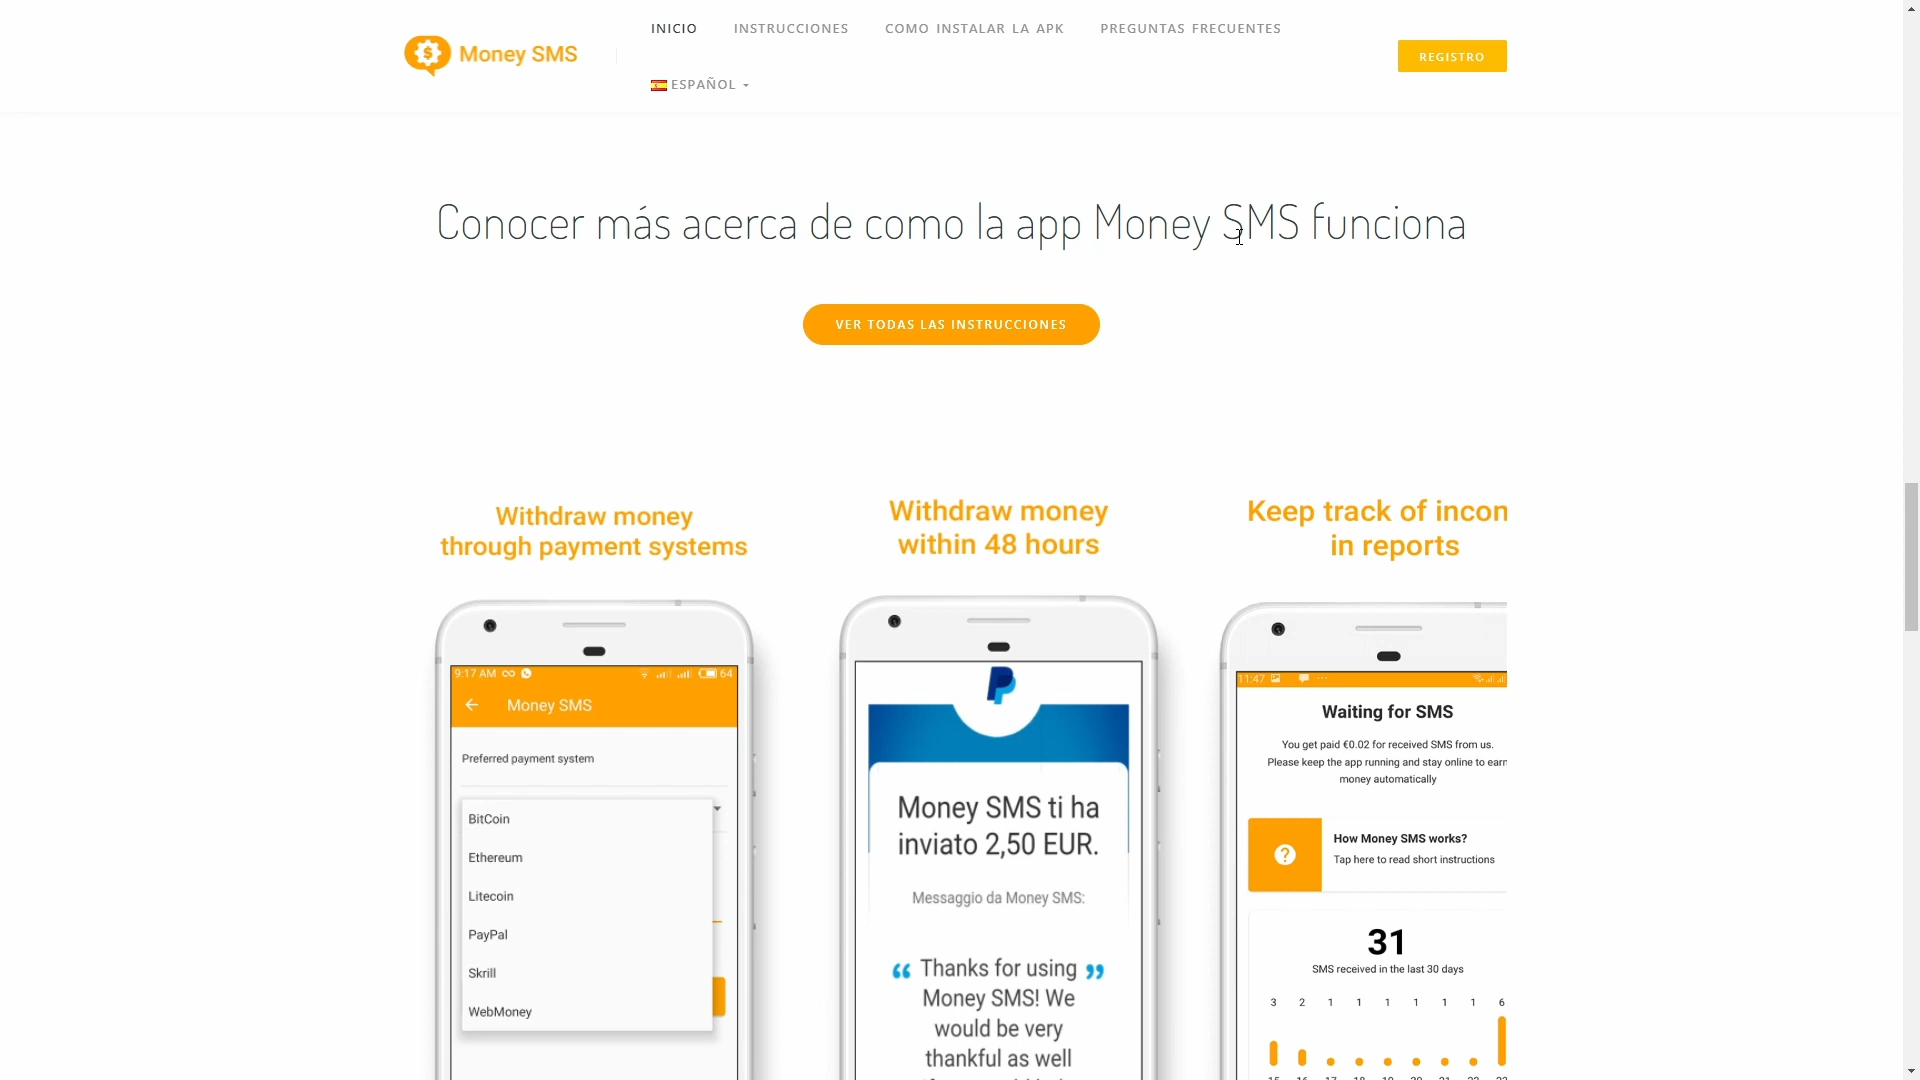 INICIO
INSTRUCCIONES
COMO INSTALAR LA APK
PREGUNTAS FRECUENTES
Money SMS
REGISTRO
ESPAÑOL
Conocer más acerca de como la app Money SMS funciona
VER TODAS LAS INSTRUCCIONES
Withdraw money
through payment systems
9:17 AM
64
Money SMS
Preferred payment system
BitCoin
Ethereum
Litecoin
PayPal
Skrill
WebMoney
Withdraw money
within 48 hours
Money SMS ti ha
inviato 2,50 EUR.
Messaggio da Money SMS:
“ Thanks for using ”
Money SMS! We
would be very
thankful as well
Keep track of incon
in reports
11:47
Waiting for SMS
You get paid €0.02 for received SMS from us.
Please keep the app running and stay online to earn
money automatically
How Money SMS works?
Tap here to read short instructions
31
SMS received in the last 30 days
3 2 1 1 1 1 1 1 6